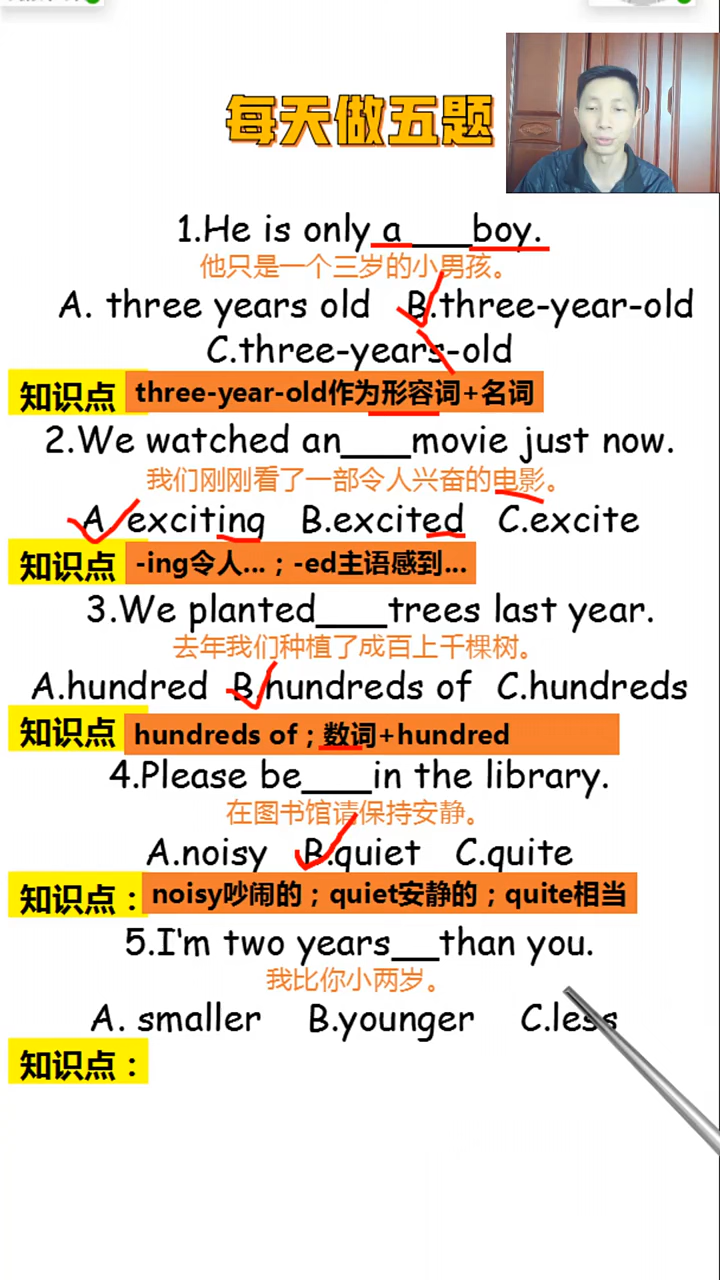 每天做五题
1.He is only a ___boy.
他只是一个三岁的小男孩。
A. three years old B.three-year-old
C.three-years-old
知识点 three-year-old作为形容词+名词
2.We watched an___movie just now.
我们刚刚看了一部令人兴奋的电影。
A exciting B.excited C.excite
知识点 -ing令人...；-ed主语感到...
3.We planted___trees last year.
去年我们种植了成百上千棵树。
A.hundred B.hundreds of C.hundreds
知识点 hundreds of；数词+hundred
4.Please be___in the library.
在图书馆请保持安静。
A.noisy B.quiet C.quite
知识点： noisy吵闹的；quiet安静的；quite相当
5.I'm two years__than you.
我比你小两岁。
A. smaller B.younger C.less
知识点：